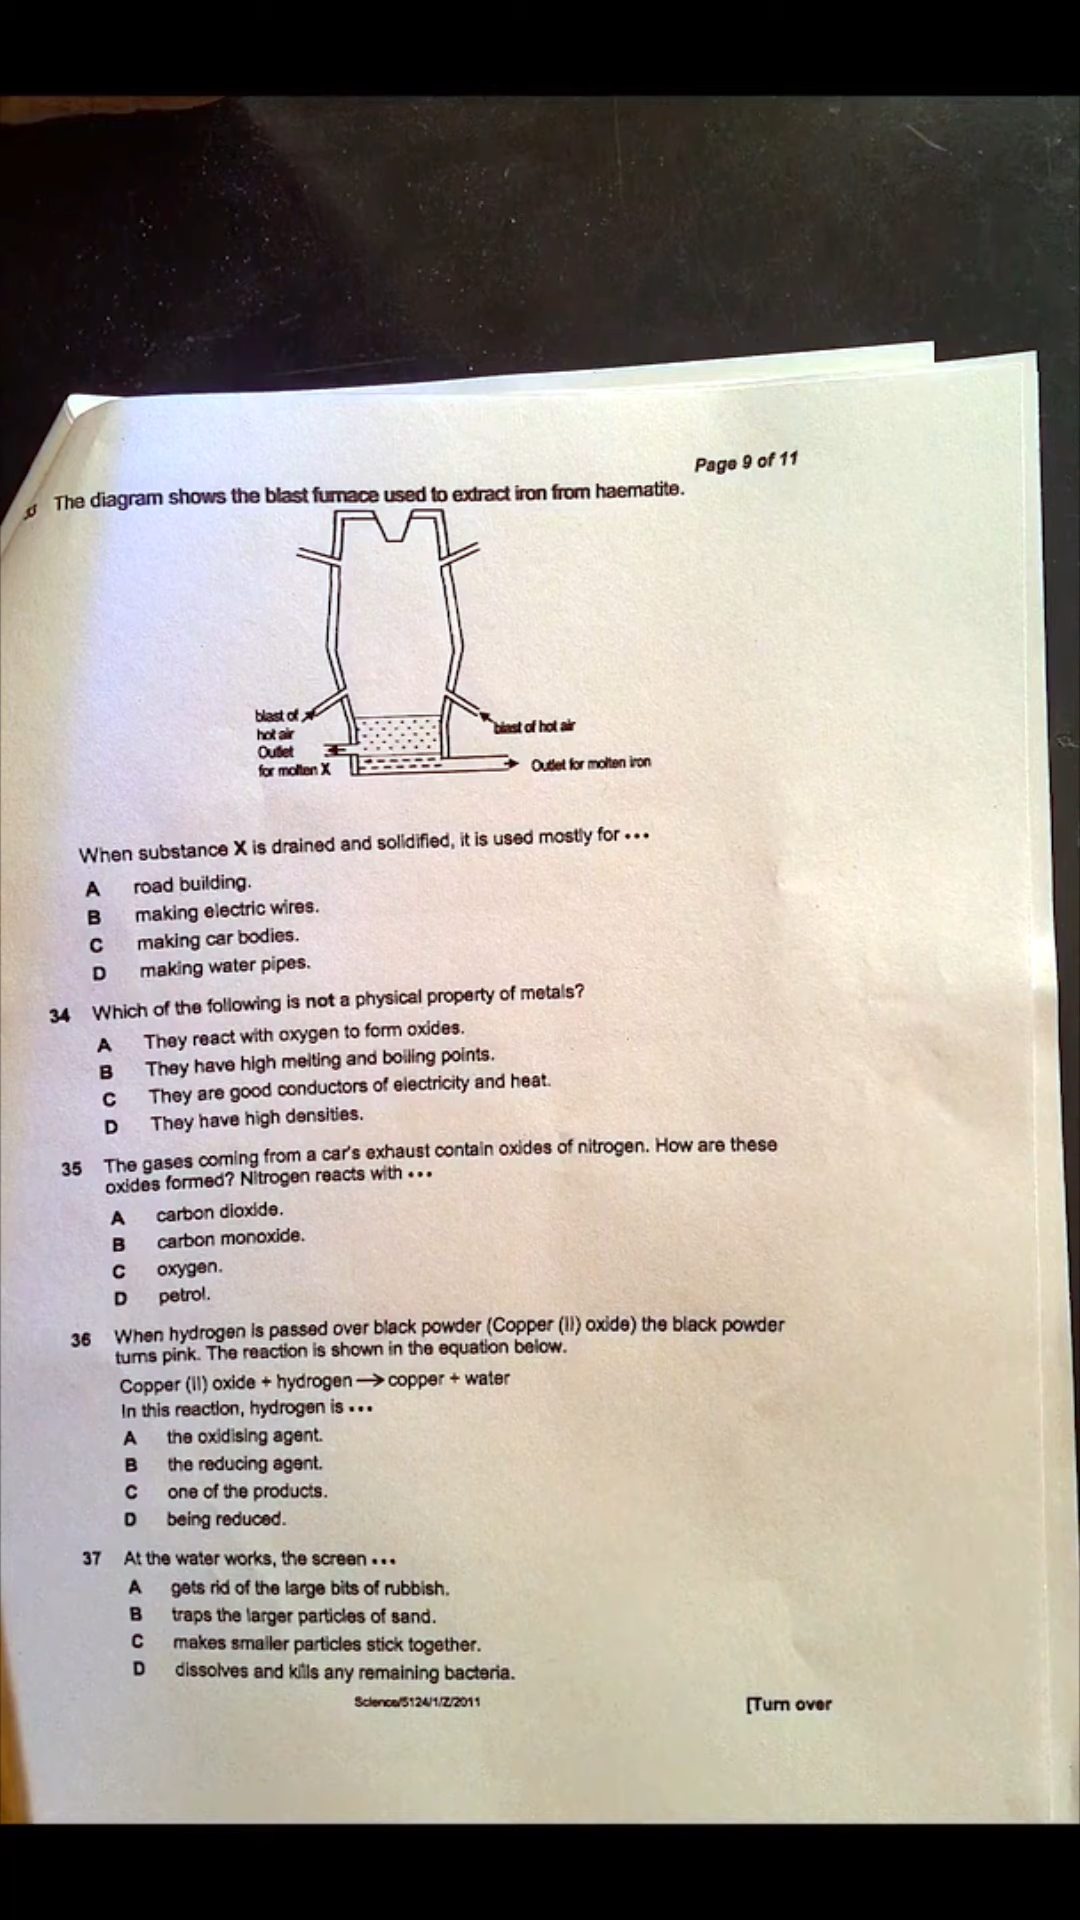 Page 9 of 11
The diagram shows the blast furnace used to extract iron from haematite.
blast of
hot air
Outlet
for molten X
blast of hot air
Outlet for molten iron
When substance X is drained and solidified, it is used mostly for •••
A road building.
B making electric wires.
C making car bodies.
D making water pipes.
34 Which of the following is not a physical property of metals?
A They react with oxygen to form oxides.
B They have high melting and boiling points.
C They are good conductors of electricity and heat.
D They have high densities.
35 The gases coming from a car's exhaust contain oxides of nitrogen. How are these
oxides formed? Nitrogen reacts with •••
A carbon dioxide.
B carbon monoxide.
C oxygen.
D petrol.
36 When hydrogen is passed over black powder (Copper (II) oxide) the black powder
turns pink. The reaction is shown in the equation below.
Copper (II) oxide + hydrogen → copper + water
In this reaction, hydrogen is •••
A the oxidising agent.
B the reducing agent.
C one of the products.
D being reduced.
37 At the water works, the screen •••
A gets rid of the large bits of rubbish.
B traps the larger particles of sand.
C makes smaller particles stick together.
D dissolves and kills any remaining bacteria.
Science/5124/1/Z/2011
[Turn over